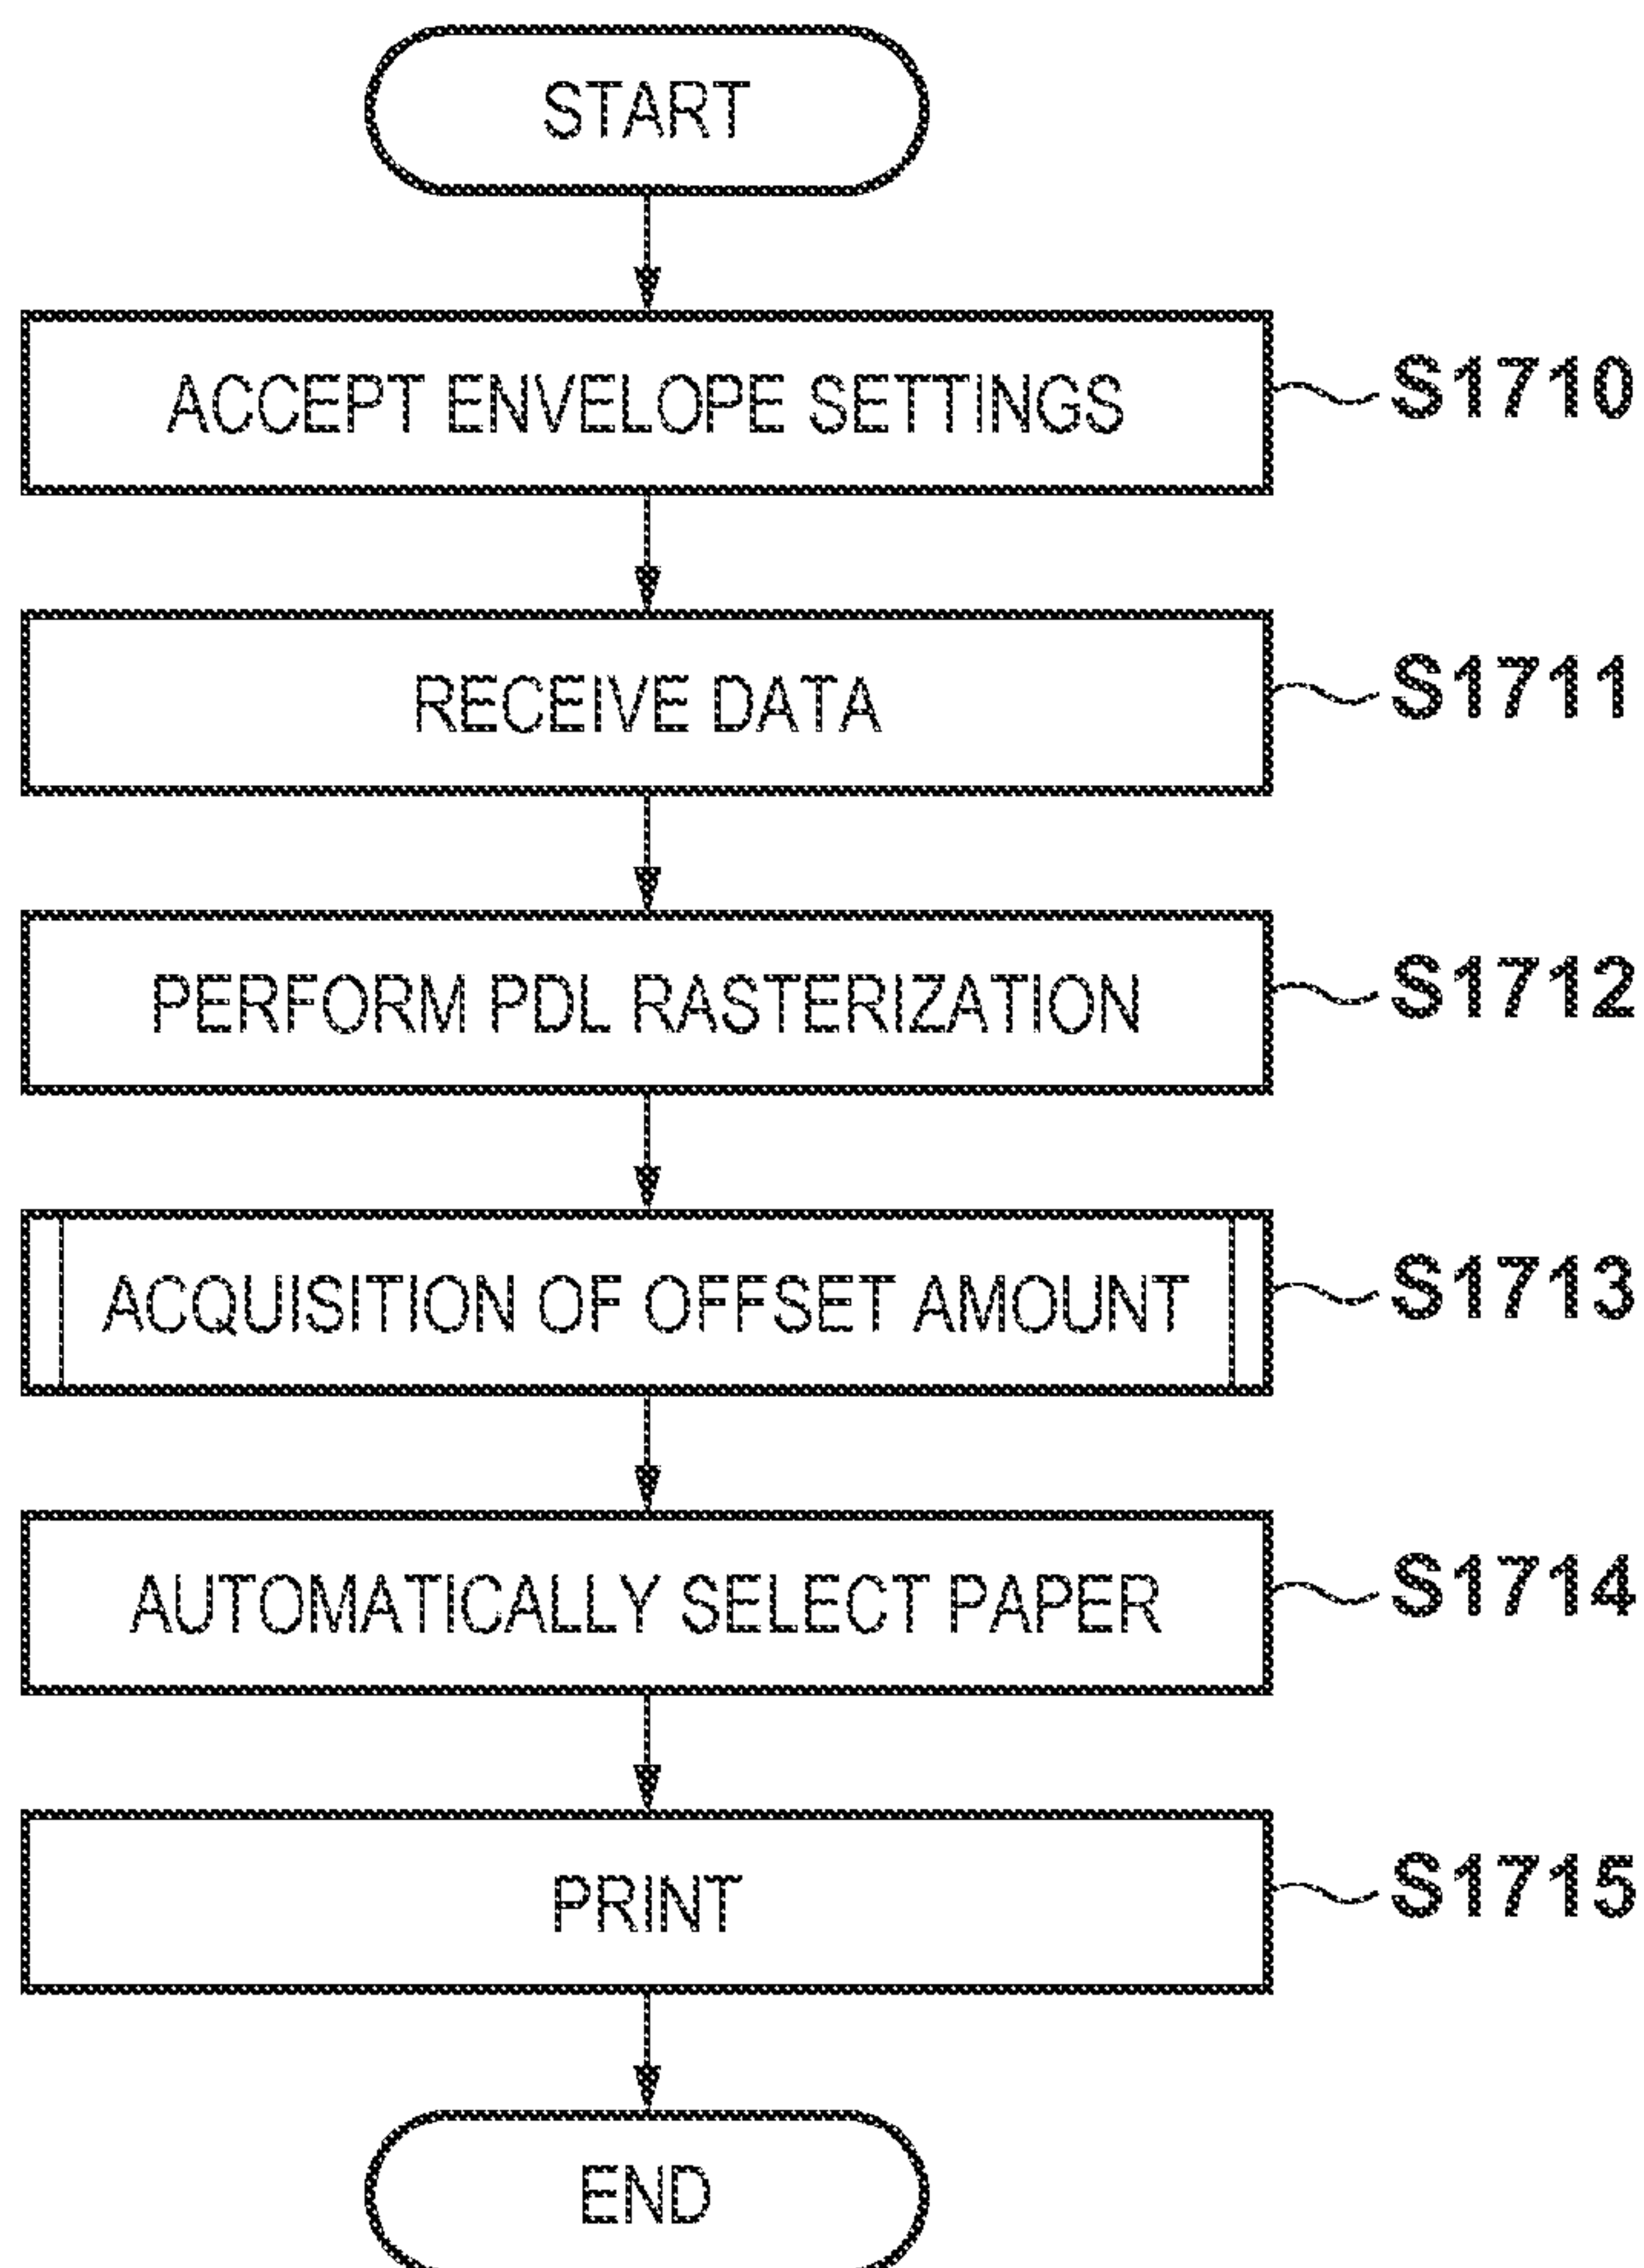 START
ACCEPT ENVELOPE SETTINGS
S1710
RECEIVE DATA
S1711
PERFORM PDL RASTERIZATION
S1712
ACQUISITION OF OFFSET AMOUNT
S1713
AUTOMATICALLY SELECT PAPER
S1714
PRINT
S1715
END